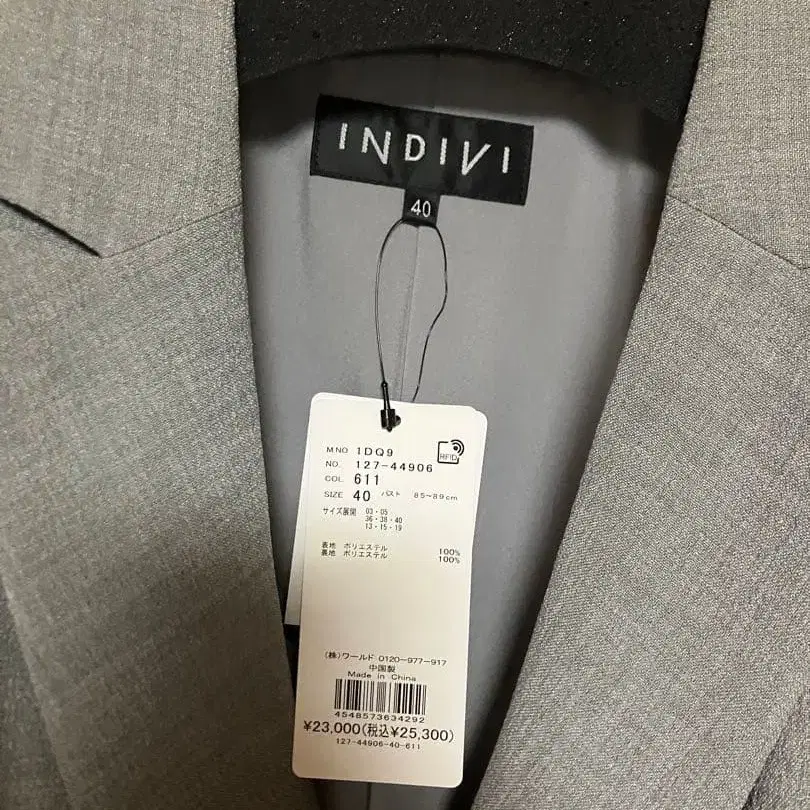 INDIVI
40
M.NO 1DQ9
RFID
NO. 127-44906
COL. 611
SIZE 40 バスト 85~89cm
サイズ展開 03・05
36・38・40
13・15・19
表地 ポリエステル 100%
裏地 ポリエステル 100%
(株)ワールド 0120-977-917
中国製
Made in China
4548573634292
¥23,000(税込¥25,300)
127-44906-40-611